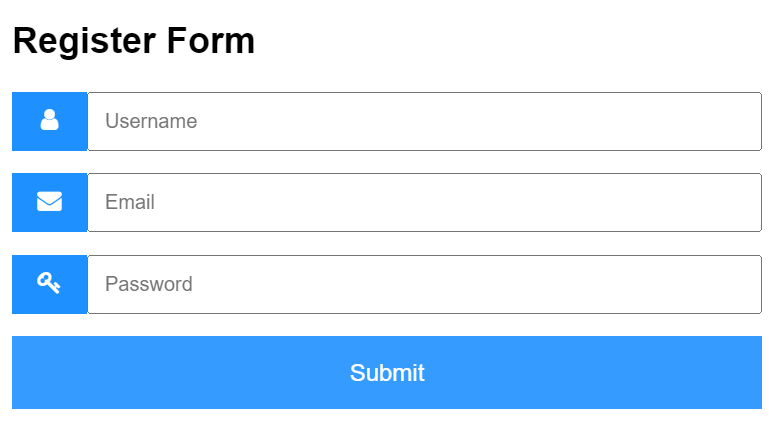 Register Form
Username
Email
Password
Submit